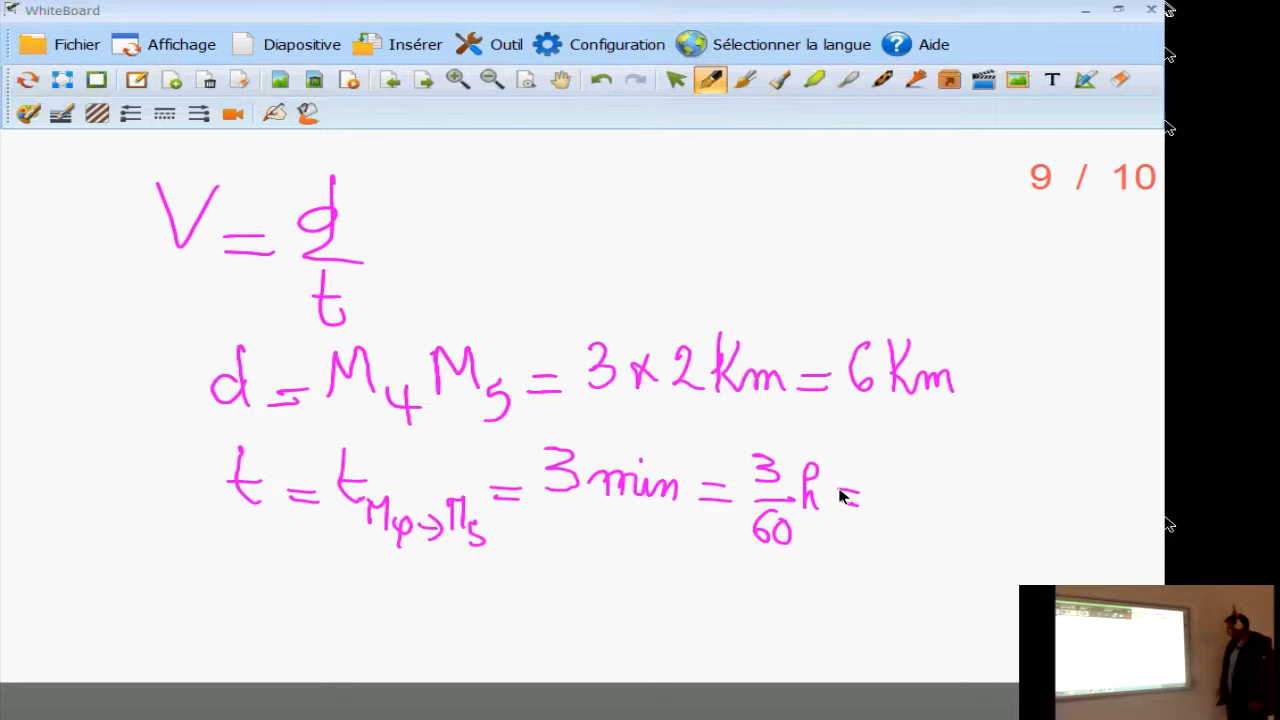 WhiteBoard
Fichier Affichage Diapositive Insérer Outil Configuration Sélectionner la langue Aide
9 / 10
V = d/t
d = M₄M₅ = 3 × 2 Km = 6 Km
t = t_M₄→M₅ = 3 min = 3/60 h =